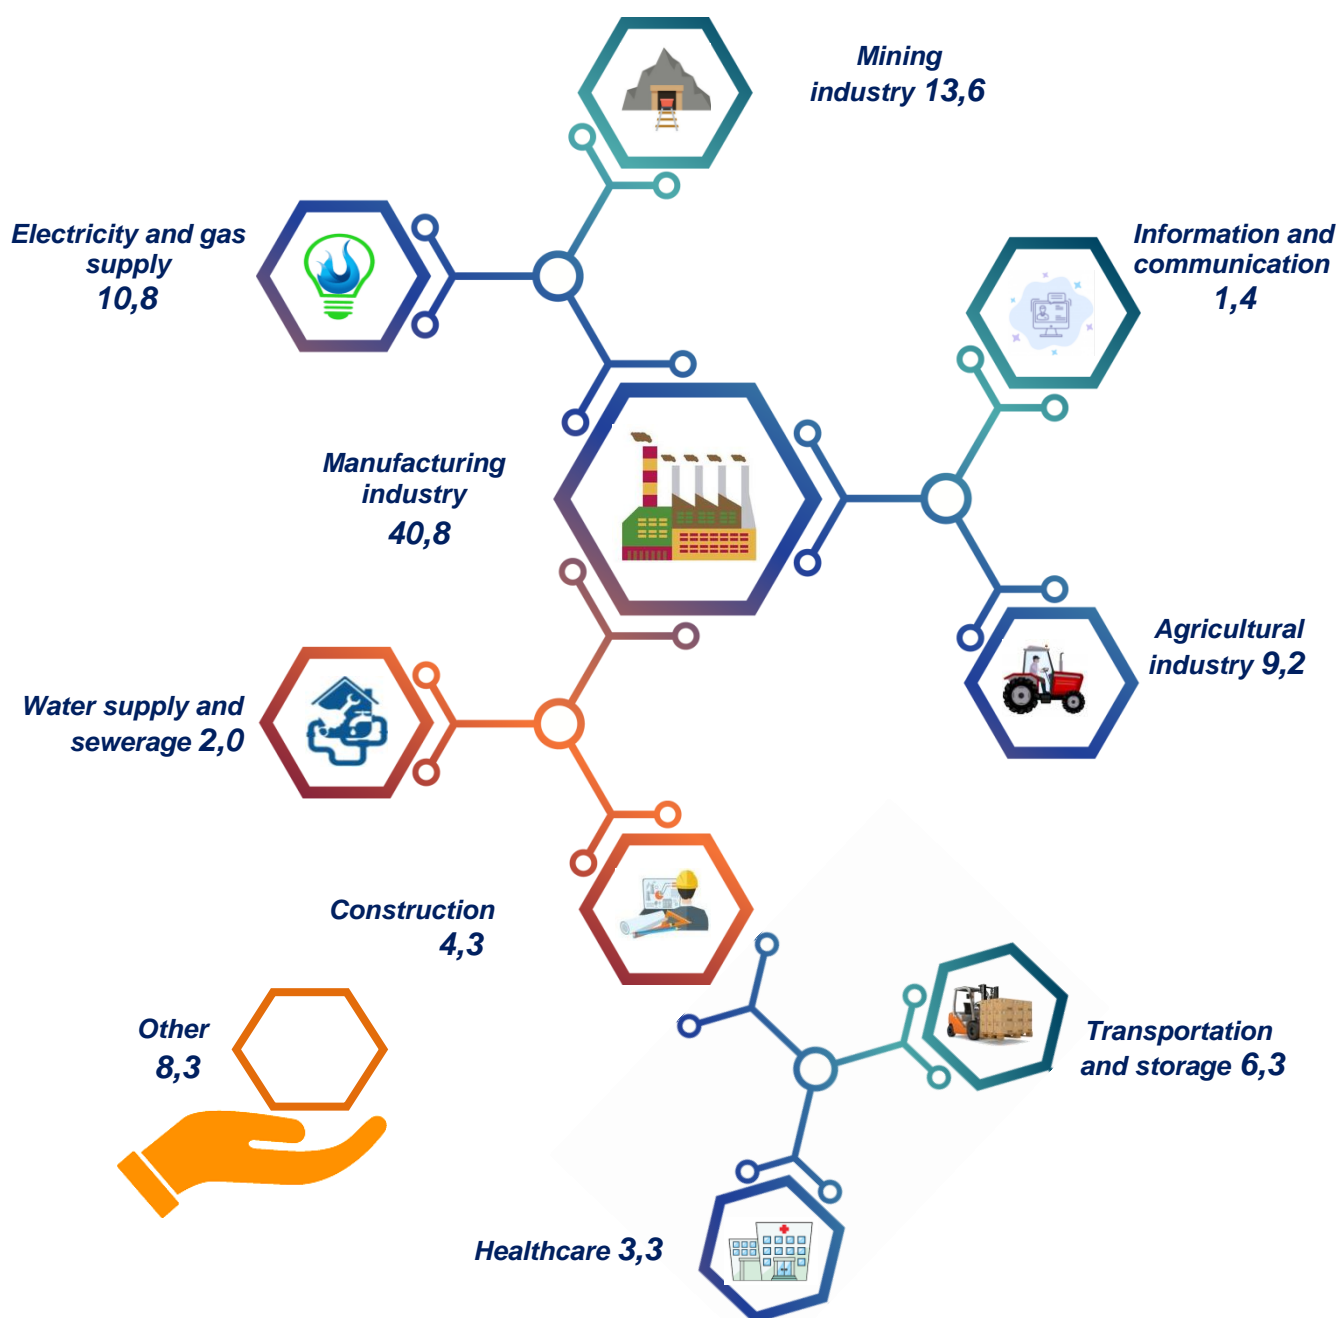 Mining
industry 13,6
Electricity and gas
supply
10,8
Information and
communication
1,4
Manufacturing
industry
40,8
Agricultural
industry 9,2
Water supply and
sewerage 2,0
Construction
4,3
Other
8,3
Transportation
and storage 6,3
Healthcare 3,3